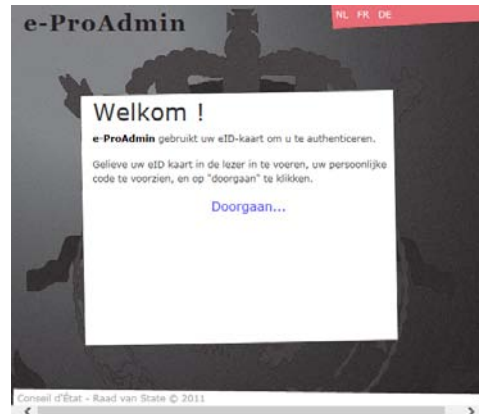 e-ProAdmin
NL FR DE
Welkom !
e-ProAdmin gebruikt uw eID-kaart om u te authenticeren.
Gelieve uw eID kaart in de lezer in te voeren, uw persoonlijke
code te voorzien, en op "doorgaan" te klikken.
Doorgaan...
Conseil d'État - Raad van State © 2011